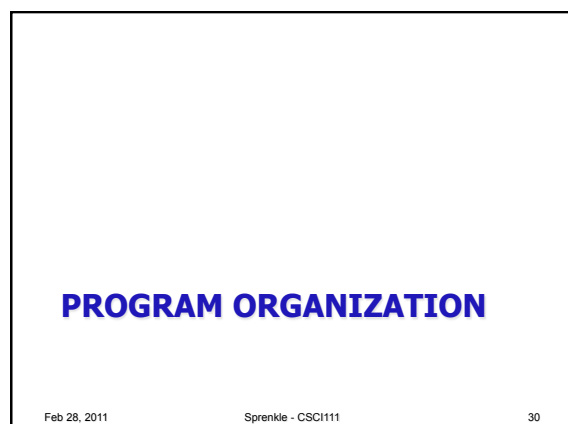 PROGRAM ORGANIZATION
Feb 28, 2011 Sprenkle - CSCI111 30